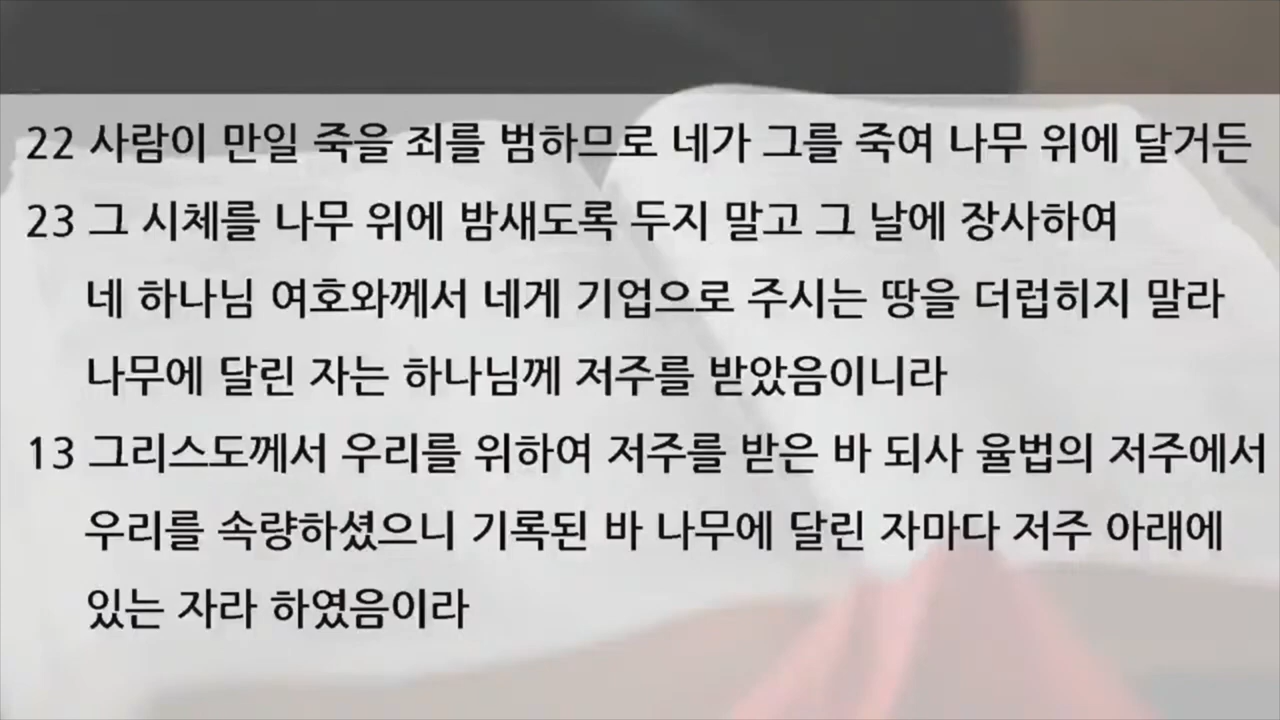 22 사람이 만일 죽을 죄를 범하므로 네가 그를 죽여 나무 위에 달거든
23 그 시체를 나무 위에 밤새도록 두지 말고 그 날에 장사하여
네 하나님 여호와께서 네게 기업으로 주시는 땅을 더럽히지 말라
나무에 달린 자는 하나님께 저주를 받았음이니라
13 그리스도께서 우리를 위하여 저주를 받은 바 되사 율법의 저주에서
우리를 속량하셨으니 기록된 바 나무에 달린 자마다 저주 아래에
있는 자라 하였음이라